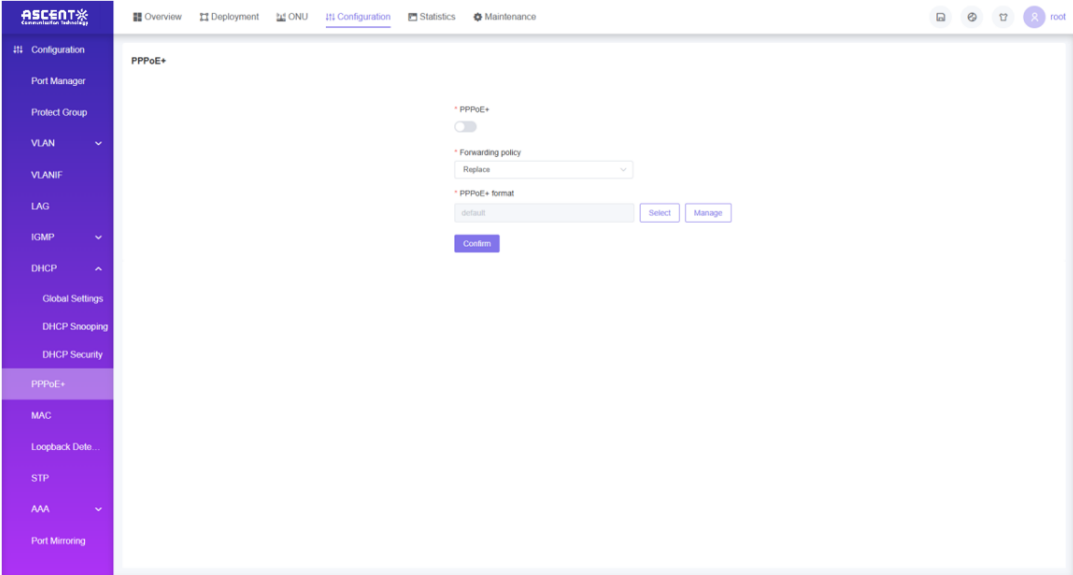 ASCENT
Communication Technology
Overview
Deployment
ONU
Configuration
Statistics
Maintenance
root
Configuration
Port Manager
Protect Group
VLAN
VLANIF
LAG
IGMP
DHCP
Global Settings
DHCP Snooping
DHCP Security
PPPoE+
MAC
Loopback Dete...
STP
AAA
Port Mirroring
PPPoE+
* PPPoE+
* Forwarding policy
Replace
* PPPoE+ format
default
Select
Manage
Confirm